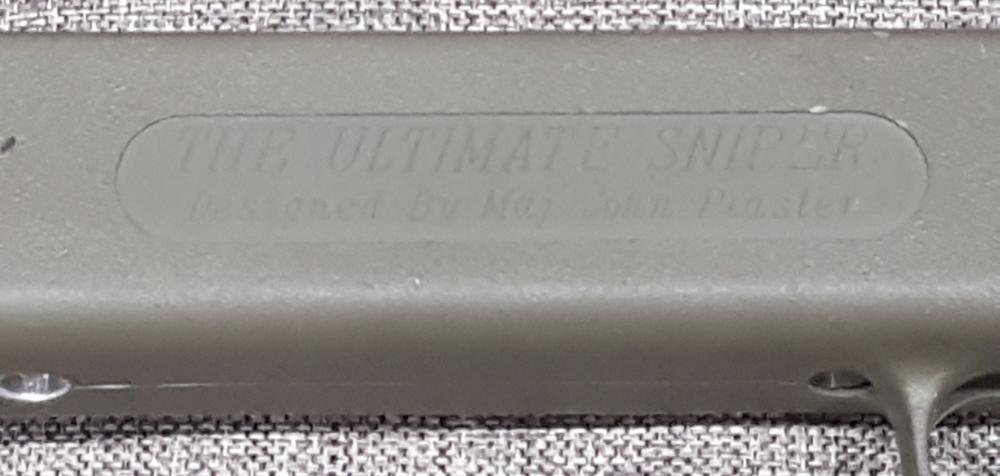 THE ULTIMATE SNIPER
Designed By Maj John Plaster